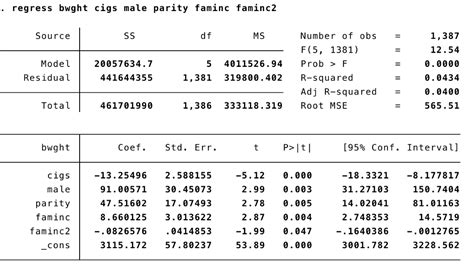 . regress bwght cigs male parity faminc faminc2
Source SS df MS Number of obs = 1,387
F(5, 1381) = 12.54
Model 20057634.7 5 4011526.94 Prob > F = 0.0000
Residual 441644355 1,381 319800.402 R-squared = 0.0434
Adj R-squared = 0.0400
Total 461701990 1,386 333118.319 Root MSE = 565.51
bwght Coef. Std. Err. t P>|t| [95% Conf. Interval]
cigs -13.25496 2.588155 -5.12 0.000 -18.3321 -8.177817
male 91.00571 30.45073 2.99 0.003 31.27103 150.7404
parity 47.51602 17.07493 2.78 0.005 14.02041 81.01163
faminc 8.660125 3.013622 2.87 0.004 2.748353 14.5719
faminc2 -.0826576 .0414853 -1.99 0.047 -.1640386 -.0012765
_cons 3115.172 57.80237 53.89 0.000 3001.782 3228.562